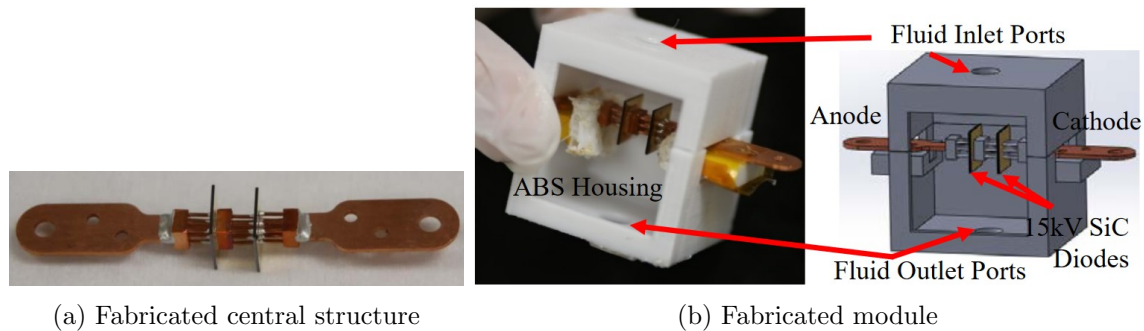 Fluid Inlet Ports
Anode
Cathode
ABS Housing
15kV SiC
Diodes
Fluid Outlet Ports
(a) Fabricated central structure
(b) Fabricated module